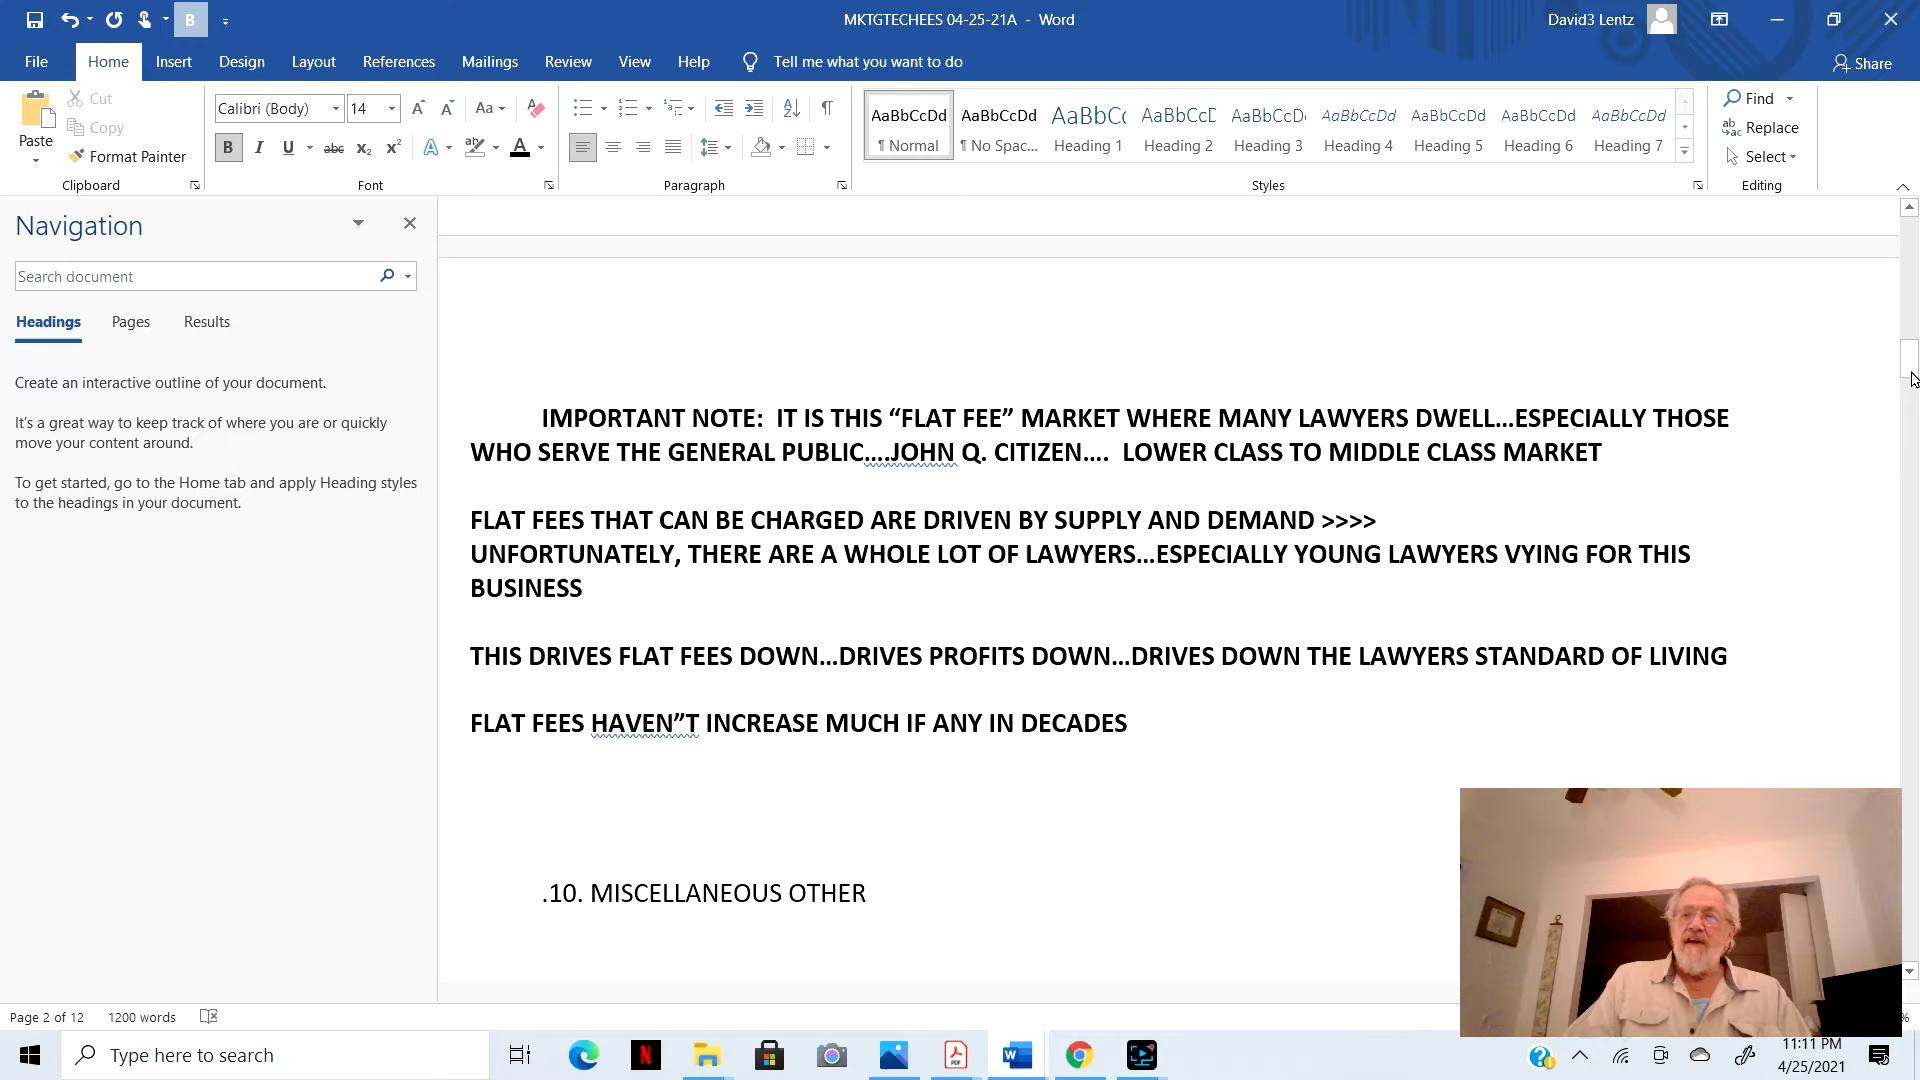 MKTGTECHEES 04-25-21A - Word
David3 Lentz
File Home Insert Design Layout References Mailings Review View Help Tell me what you want to do
Share
Paste
Cut
Copy
Format Painter
Clipboard
Calibri (Body) 14
Font
Paragraph
AaBbCcDd AaBbCcDd AaBbCc AaBbCcD AaBbCcD AaBbCcDd AaBbCcDd AaBbCcDd AaBbCcDd
¶ Normal ¶ No Spac... Heading 1 Heading 2 Heading 3 Heading 4 Heading 5 Heading 6 Heading 7
Styles
Find
Replace
Select
Editing
Navigation
Search document
Headings Pages Results
Create an interactive outline of your document.
It's a great way to keep track of where you are or quickly
move your content around.
To get started, go to the Home tab and apply Heading styles
to the headings in your document.
IMPORTANT NOTE:  IT IS THIS “FLAT FEE” MARKET WHERE MANY LAWYERS DWELL…ESPECIALLY THOSE
WHO SERVE THE GENERAL PUBLIC….JOHN Q. CITIZEN….  LOWER CLASS TO MIDDLE CLASS MARKET
FLAT FEES THAT CAN BE CHARGED ARE DRIVEN BY SUPPLY AND DEMAND >>>>
UNFORTUNATELY, THERE ARE A WHOLE LOT OF LAWYERS…ESPECIALLY YOUNG LAWYERS VYING FOR THIS
BUSINESS
THIS DRIVES FLAT FEES DOWN…DRIVES PROFITS DOWN…DRIVES DOWN THE LAWYERS STANDARD OF LIVING
FLAT FEES HAVEN”T INCREASE MUCH IF ANY IN DECADES
.10. MISCELLANEOUS OTHER
Page 2 of 12 1200 words
Type here to search
11:11 PM
4/25/2021